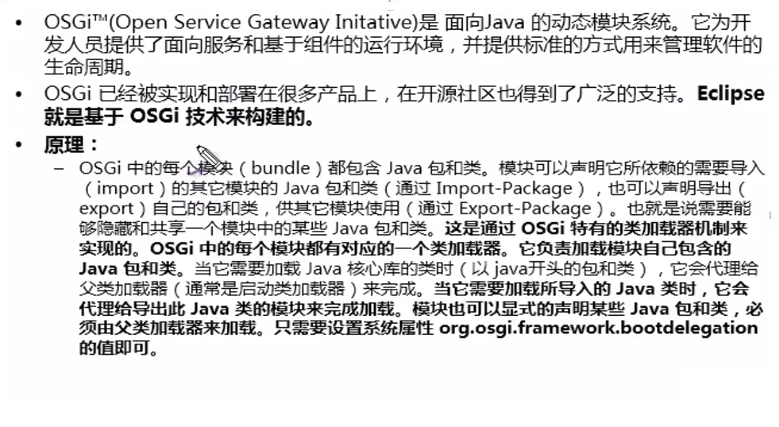 • OSGi™(Open Service Gateway Initative)是 面向Java 的动态模块系统。它为开
发人员提供了面向服务和基于组件的运行环境，并提供标准的方式用来管理软件的
生命周期。
• OSGi 已经被实现和部署在很多产品上，在开源社区也得到了广泛的支持。Eclipse
就是基于 OSGi 技术来构建的。
• 原理：
– OSGi 中的每个模块（bundle）都包含 Java 包和类。模块可以声明它所依赖的需要导入
（import）的其它模块的 Java 包和类（通过 Import-Package），也可以声明导出（
export）自己的包和类，供其它模块使用（通过 Export-Package）。也就是说需要能
够隐藏和共享一个模块中的某些 Java 包和类。这是通过 OSGi 特有的类加载器机制来
实现的。OSGi 中的每个模块都有对应的一个类加载器。它负责加载模块自己包含的
Java 包和类。当它需要加载 Java 核心库的类时（以 java开头的包和类），它会代理给
父类加载器（通常是启动类加载器）来完成。当它需要加载所导入的 Java 类时，它会
代理给导出此 Java 类的模块来完成加载。模块也可以显式的声明某些 Java 包和类，必
须由父类加载器来加载。只需要设置系统属性 org.osgi.framework.bootdelegation
的值即可。